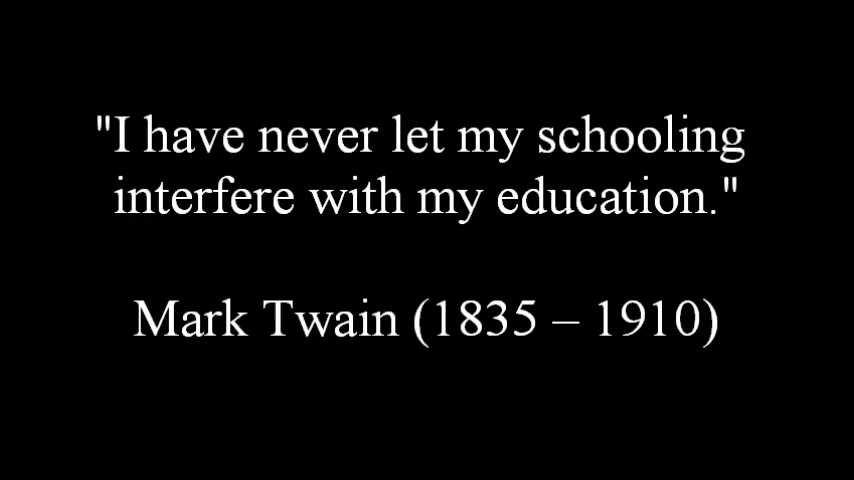 "I have never let my schooling
interfere with my education."
Mark Twain (1835 – 1910)